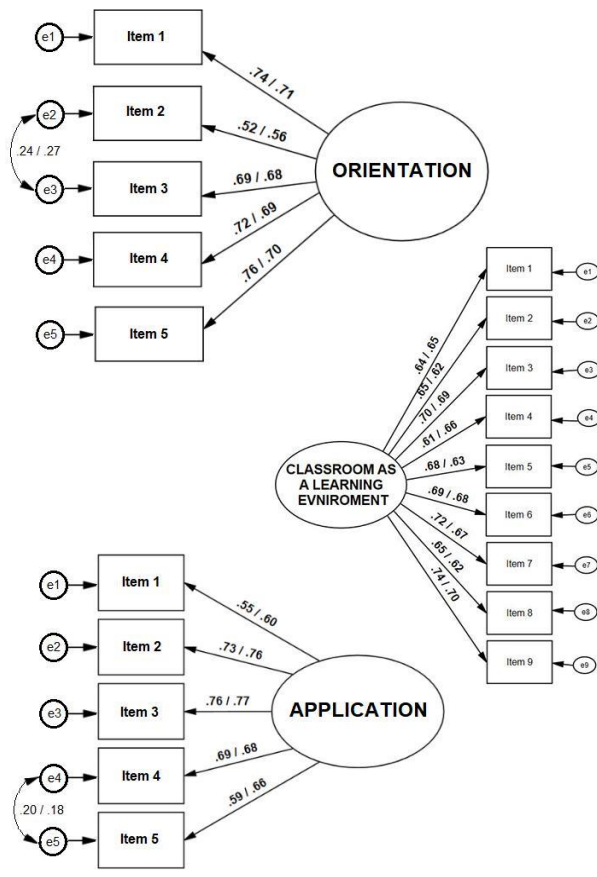 e1
Item 1
.74 / .71
e2
Item 2
.52 / .56
.24 / .27
e3
Item 3
.69 / .68
ORIENTATION
e4
Item 4
.72 / .69
e5
Item 5
.76 / .70
Item 1
e1
.64 / .65
Item 2
e2
.65 / .62
Item 3
e3
.70 / .69
Item 4
e4
.61 / .66
CLASSROOM AS
A LEARNING
EVNIROMENT
Item 5
e5
.68 / .63
Item 6
e6
.69 / .68
Item 7
e7
.72 / .67
Item 8
e8
.65 / .62
Item 9
e9
.74 / .70
e1
Item 1
.55 / .60
e2
Item 2
.73 / .76
e3
Item 3
.76 / .77
APPLICATION
e4
Item 4
.69 / .68
.20 / .18
e5
Item 5
.59 / .66